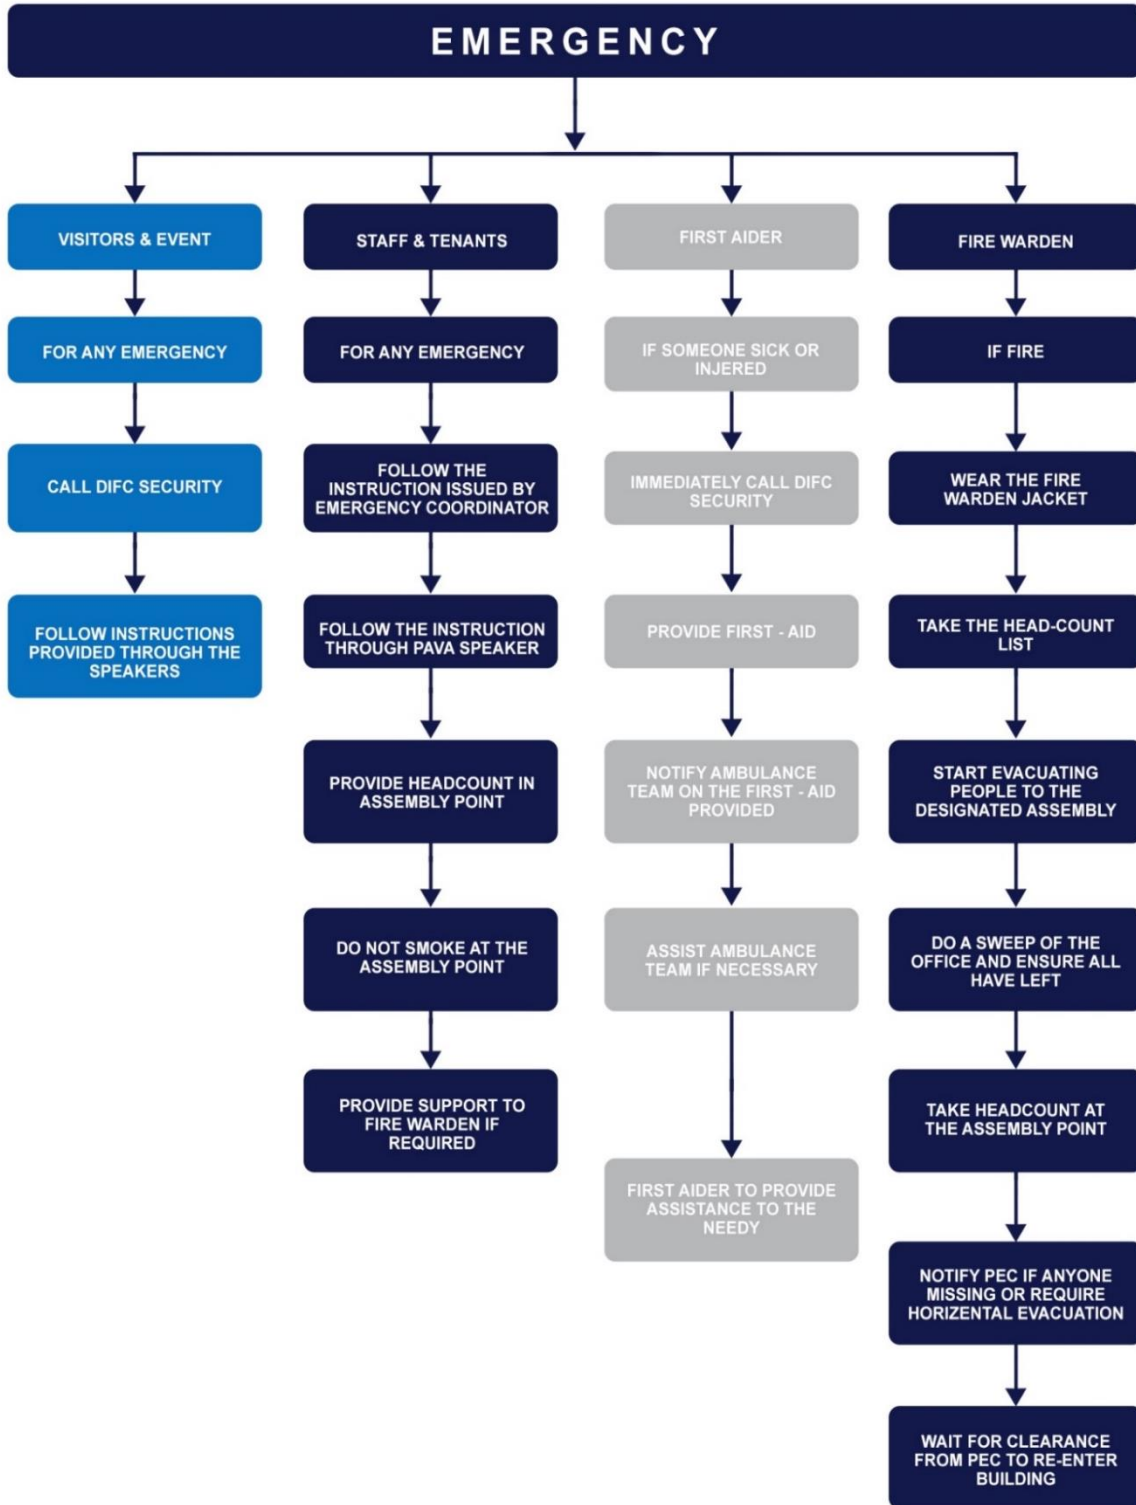 EMERGENCY
VISITORS & EVENT
FOR ANY EMERGENCY
CALL DIFC SECURITY
FOLLOW INSTRUCTIONS
PROVIDED THROUGH THE
SPEAKERS
STAFF & TENANTS
FOR ANY EMERGENCY
FOLLOW THE
INSTRUCTION ISSUED BY
EMERGENCY COORDINATOR
FOLLOW THE INSTRUCTION
THROUGH PAVA SPEAKER
PROVIDE HEADCOUNT IN
ASSEMBLY POINT
DO NOT SMOKE AT THE
ASSEMBLY POINT
PROVIDE SUPPORT TO
FIRE WARDEN IF
REQUIRED
FIRST AIDER
IF SOMEONE SICK OR
INJERED
IMMEDIATELY CALL DIFC
SECURITY
PROVIDE FIRST - AID
NOTIFY AMBULANCE
TEAM ON THE FIRST - AID
PROVIDED
ASSIST AMBULANCE
TEAM IF NECESSARY
FIRST AIDER TO PROVIDE
ASSISTANCE TO THE
NEEDY
FIRE WARDEN
IF FIRE
WEAR THE FIRE
WARDEN JACKET
TAKE THE HEAD-COUNT
LIST
START EVACUATING
PEOPLE TO THE
DESIGNATED ASSEMBLY
DO A SWEEP OF THE
OFFICE AND ENSURE ALL
HAVE LEFT
TAKE HEADCOUNT AT
THE ASSEMBLY POINT
NOTIFY PEC IF ANYONE
MISSING OR REQUIRE
HORIZENTAL EVACUATION
WAIT FOR CLEARANCE
FROM PEC TO RE-ENTER
BUILDING